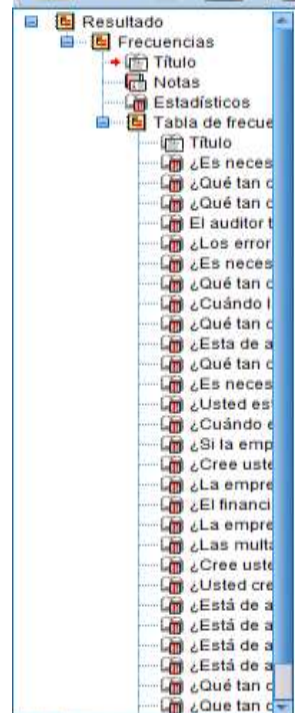 Resultado
Frecuencias
Título
Notas
Estadísticos
Tabla de frecue
Título
¿Es neces
¿Qué tan c
¿Qué tan c
El auditor t
¿Los error
¿Es neces
¿Qué tan c
¿Cuándo l
¿Qué tan c
¿Esta de a
¿Qué tan c
¿Es neces
¿Usted es
¿Cuándo e
¿Si la emp
¿Cree uste
¿La empre
¿El financi
¿La empre
¿Las mult
¿Cree uste
¿Usted cre
¿Está de a
¿Está de a
¿Está de a
¿Está de a
¿Qué tan c
¿Que tan c